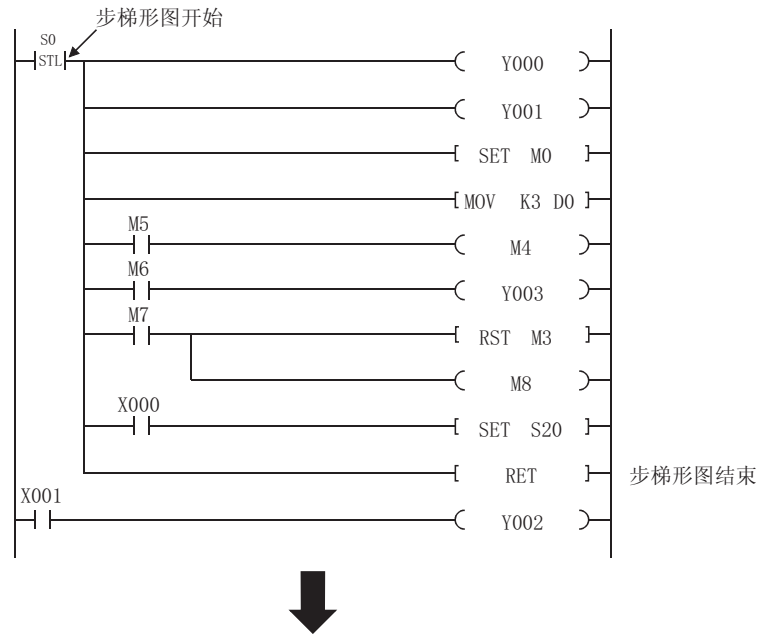 步梯形图开始
S0
STL
Y000
Y001
SET M0
MOV K3 D0
M5
M4
M6
Y003
M7
RST M3
M8
X000
SET S20
RET
步梯形图结束
X001
Y002